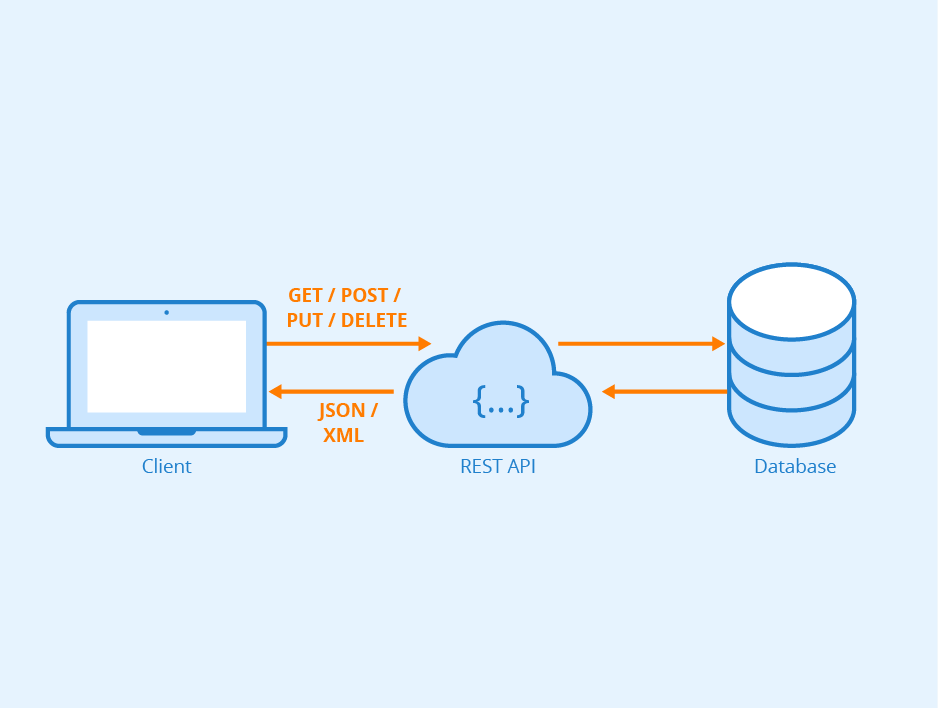 GET / POST /
PUT / DELETE
JSON /
XML
{...}
Client
REST API
Database